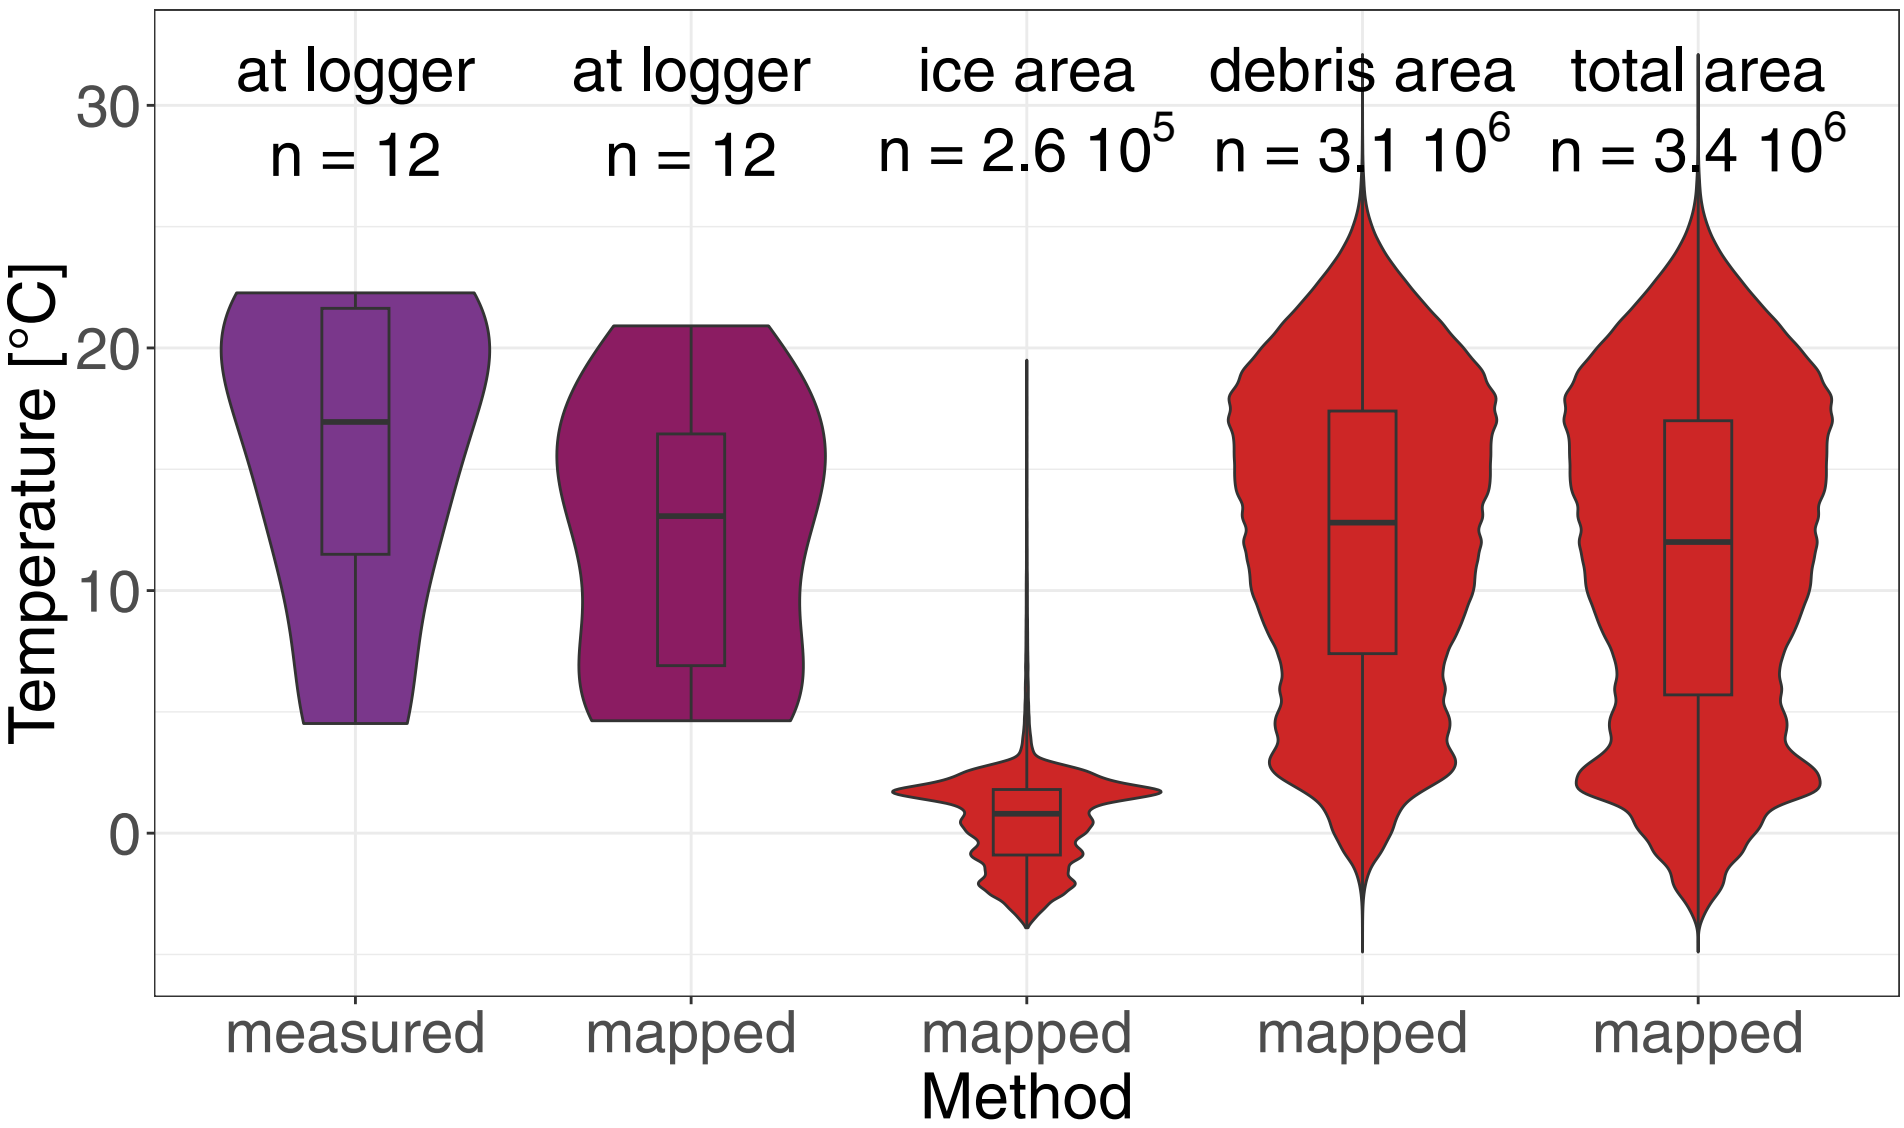 at logger at logger ice area debris area total area
n = 12 n = 12 n = 2.6 10^5 n = 3.1 10^6 n = 3.4 10^6
30
20
10
0
Temperature [°C]
measured mapped mapped mapped mapped
Method